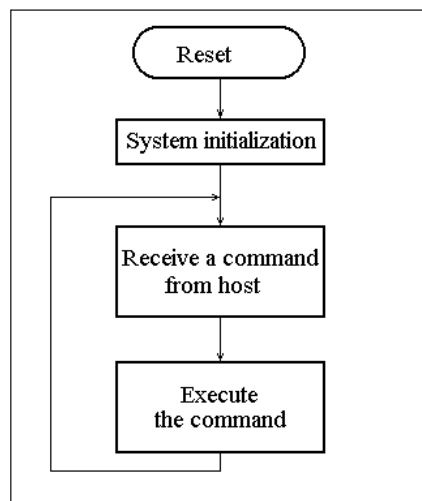 Reset
System initialization
Receive a command
from host
Execute
the command